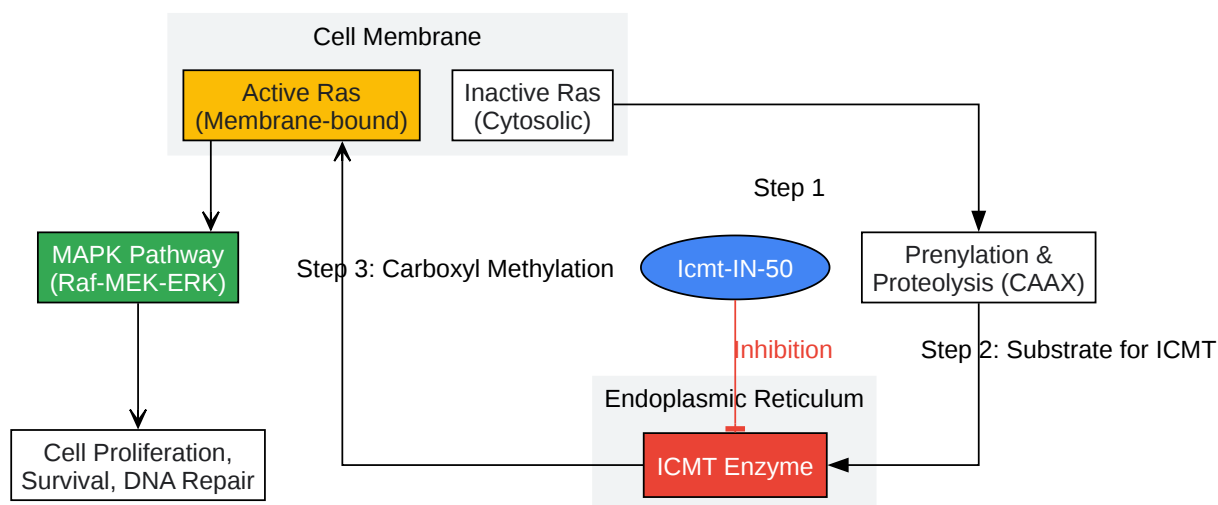 Cell Membrane
Active Ras
(Membrane-bound)
Inactive Ras
(Cytosolic)
Step 1
MAPK Pathway
(Raf-MEK-ERK)
Step 3: Carboxyl Methylation
Icmt-IN-50
Prenylation &
Proteolysis (CAAX)
Inhibition
Step 2: Substrate for ICMT
Endoplasmic Reticulum
Cell Proliferation,
Survival, DNA Repair
ICMT Enzyme